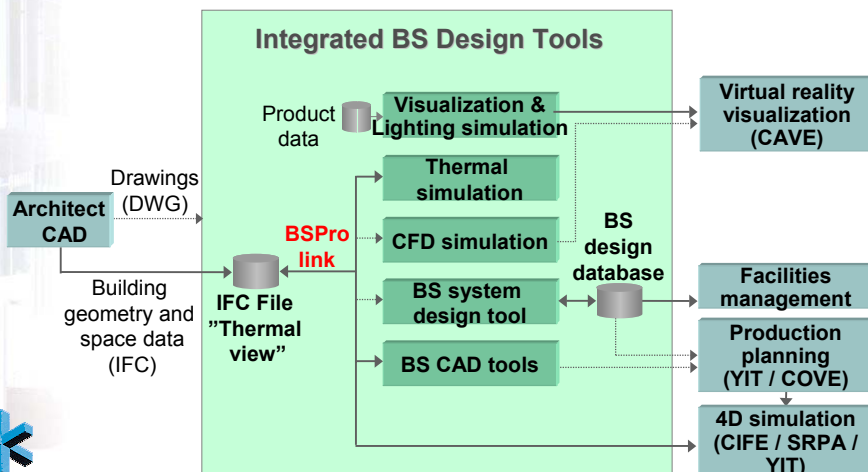 Integrated BS Design Tools
Product
data
Visualization &
Lighting simulation
Virtual reality
visualization
(CAVE)
Thermal
simulation
Drawings
(DWG)
Architect
CAD
BSPro
link
CFD simulation
BS
design
database
Building
geometry and
space data
(IFC)
IFC File
”Thermal
view”
BS system
design tool
Facilities
management
BS CAD tools
Production
planning
(YIT / COVE)
4D simulation
(CIFE / SRPA /
YIT)